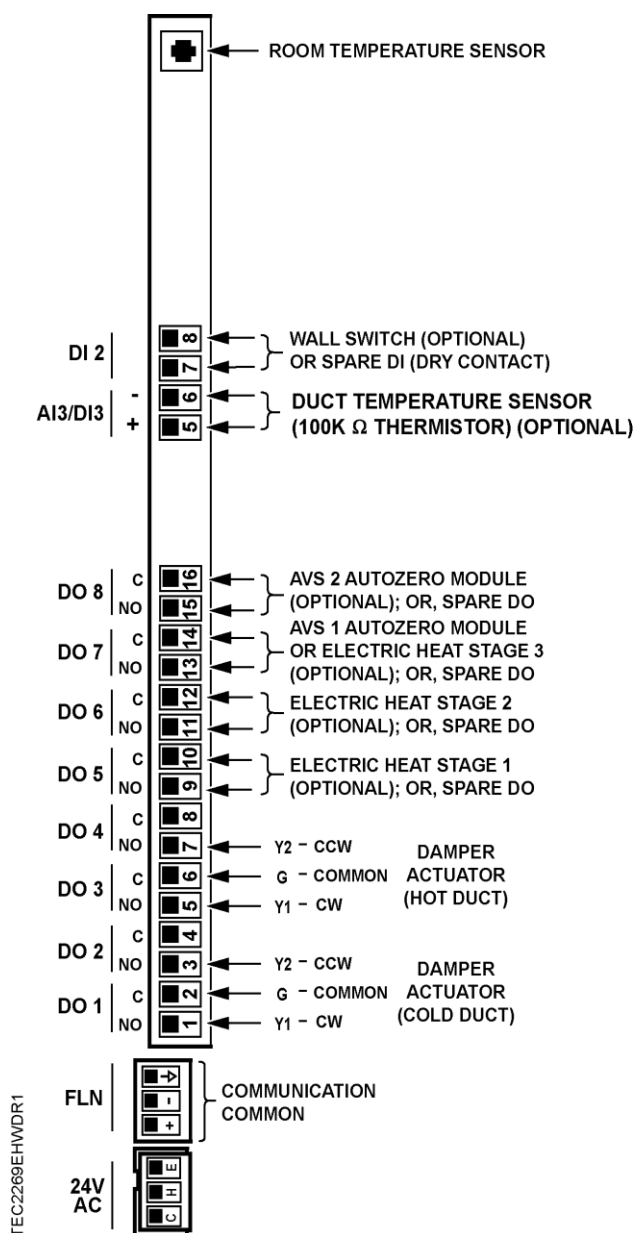 ROOM TEMPERATURE SENSOR
DI 2
8
7
WALL SWITCH (OPTIONAL)
OR SPARE DI (DRY CONTACT)
AI3/DI3
-
+
6
5
DUCT TEMPERATURE SENSOR
(100K Ω THERMISTOR) (OPTIONAL)
DO 8
C
NO
16
15
AVS 2 AUTOZERO MODULE
(OPTIONAL); OR, SPARE DO
DO 7
C
NO
14
13
AVS 1 AUTOZERO MODULE
OR ELECTRIC HEAT STAGE 3
(OPTIONAL); OR, SPARE DO
DO 6
C
NO
12
11
ELECTRIC HEAT STAGE 2
(OPTIONAL); OR, SPARE DO
DO 5
C
NO
10
9
ELECTRIC HEAT STAGE 1
(OPTIONAL); OR, SPARE DO
DO 4
C
NO
8
7
Y2 - CCW
DO 3
C
NO
6
5
G - COMMON
Y1 - CW
DAMPER
ACTUATOR
(HOT DUCT)
DO 2
C
NO
4
3
Y2 - CCW
DO 1
C
NO
2
1
G - COMMON
Y1 - CW
DAMPER
ACTUATOR
(COLD DUCT)
FLN
-
+
COMMUNICATION
COMMON
24V
AC
E
H
C
TEC2269EHWDR1